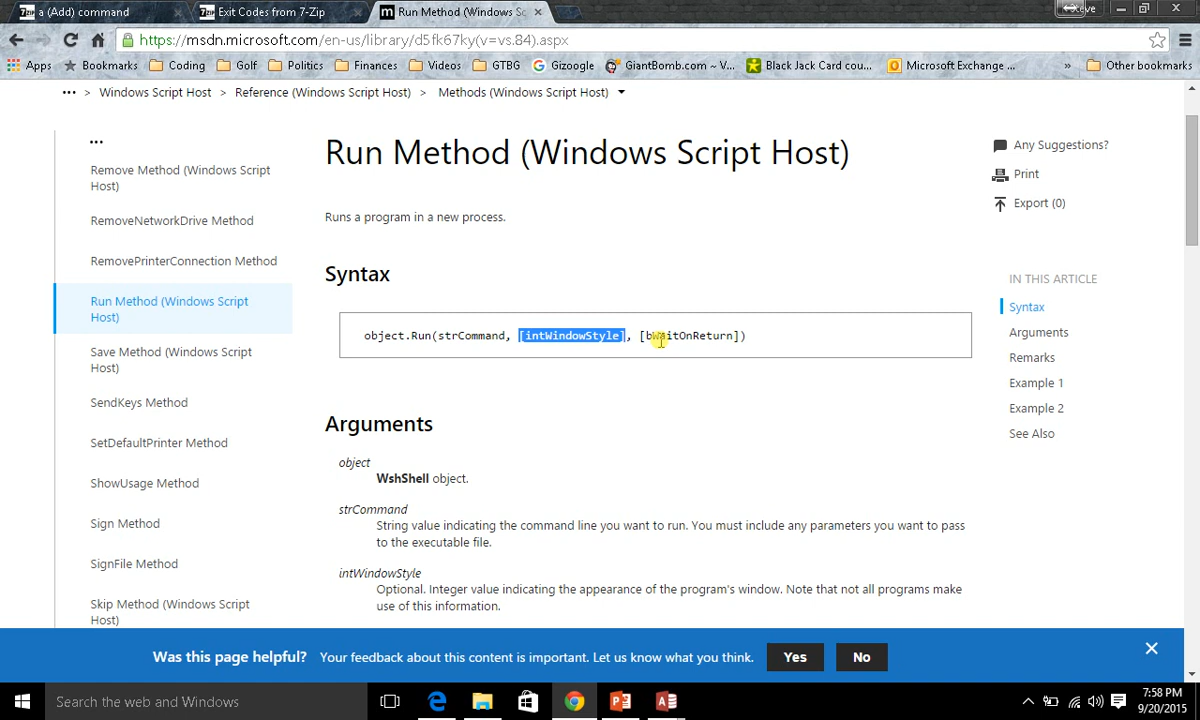 a (Add) command
Exit Codes from 7-Zip
Run Method (Windows Sc
https://msdn.microsoft.com/en-us/library/d5fk67ky(v=vs.84).aspx
Apps Bookmarks Coding Golf Politics Finances Videos GTBG Gizoogle GiantBomb.com ~ V... Black Jack Card cou... Microsoft Exchange ... » Other bookmarks
••• > Windows Script Host > Reference (Windows Script Host) > Methods (Windows Script Host)
•••
Remove Method (Windows Script
Host)
RemoveNetworkDrive Method
RemovePrinterConnection Method
Run Method (Windows Script
Host)
Save Method (Windows Script
Host)
SendKeys Method
SetDefaultPrinter Method
ShowUsage Method
Sign Method
SignFile Method
Skip Method (Windows Script
Host)
Run Method (Windows Script Host)
Runs a program in a new process.
Syntax
object.Run(strCommand, [intWindowStyle], [bWaitOnReturn])
Arguments
object
WshShell object.
strCommand
String value indicating the command line you want to run. You must include any parameters you want to pass
to the executable file.
intWindowStyle
Optional. Integer value indicating the appearance of the program's window. Note that not all programs make
use of this information.
Any Suggestions?
Print
Export (0)
IN THIS ARTICLE
Syntax
Arguments
Remarks
Example 1
Example 2
See Also
Was this page helpful? Your feedback about this content is important. Let us know what you think. Yes No
Search the web and Windows
7:58 PM
9/20/2015